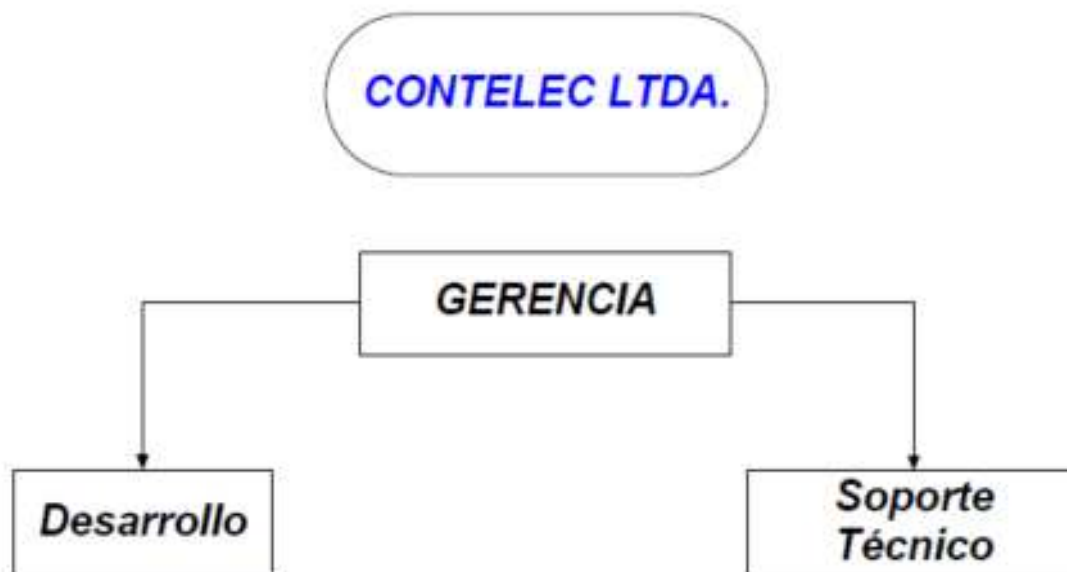 CONTELEC LTDA.
GERENCIA
Desarrollo
Soporte
Técnico